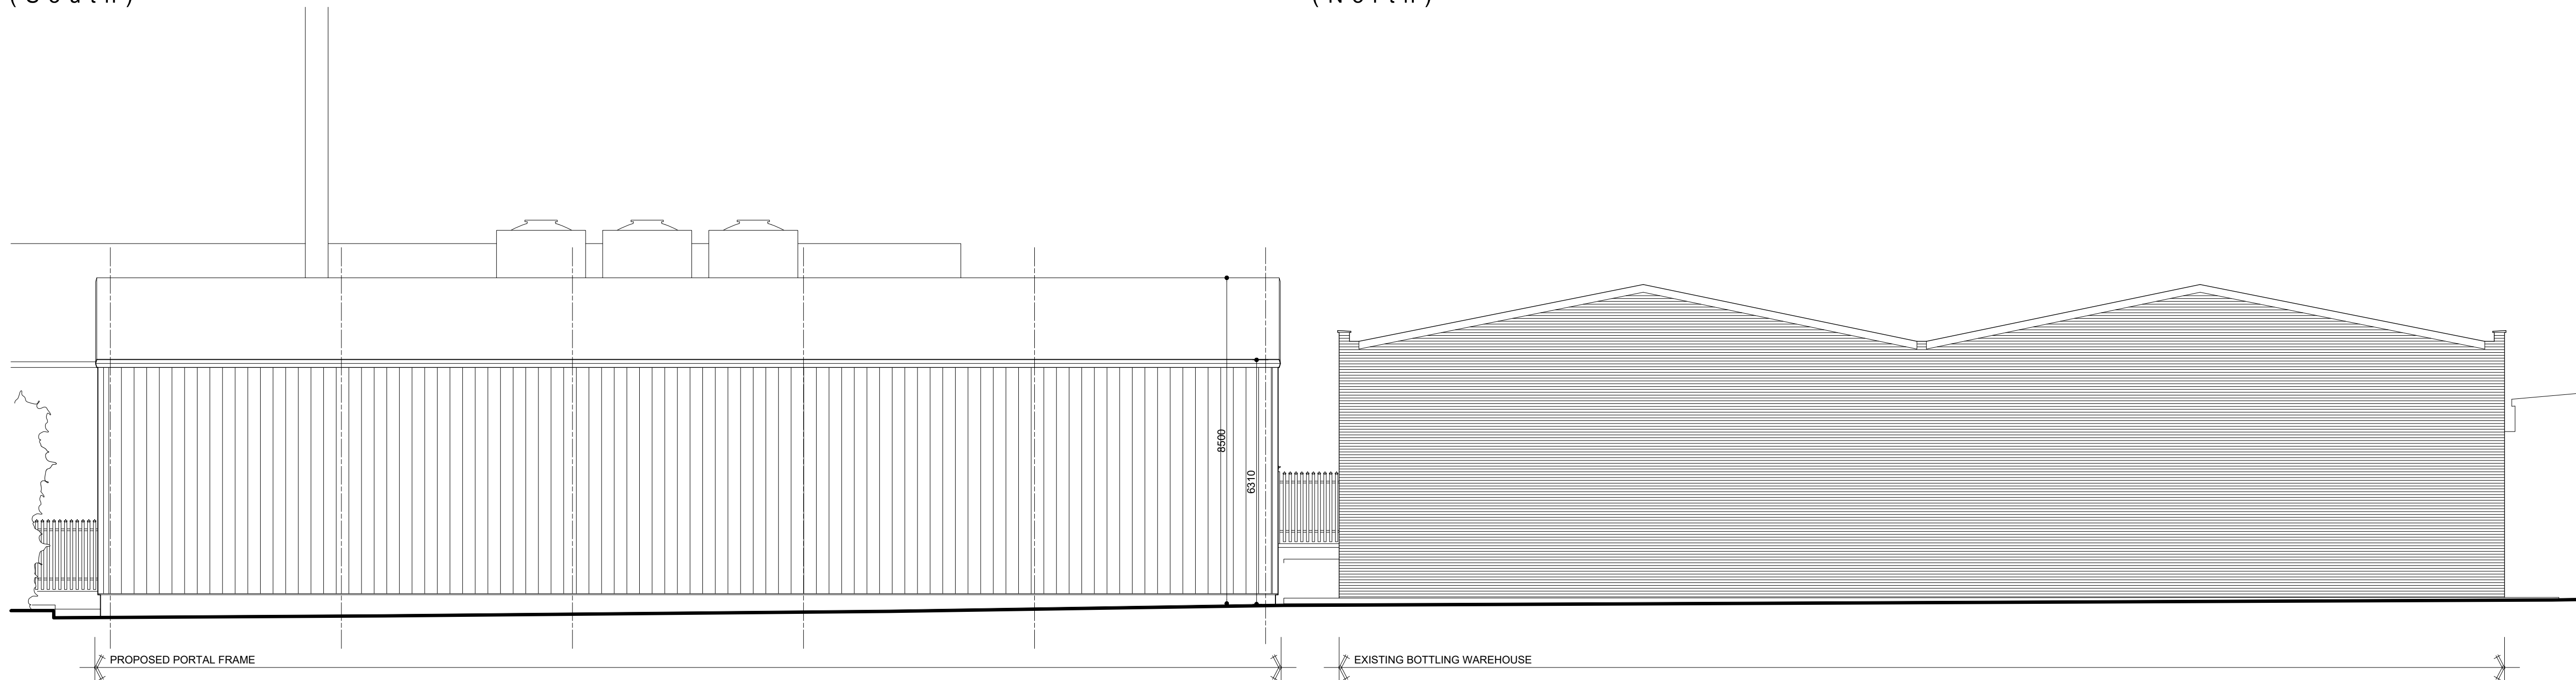 ( S o u t h )
( N o r t h )
8500
6310
PROPOSED PORTAL FRAME
EXISTING BOTTLING WAREHOUSE